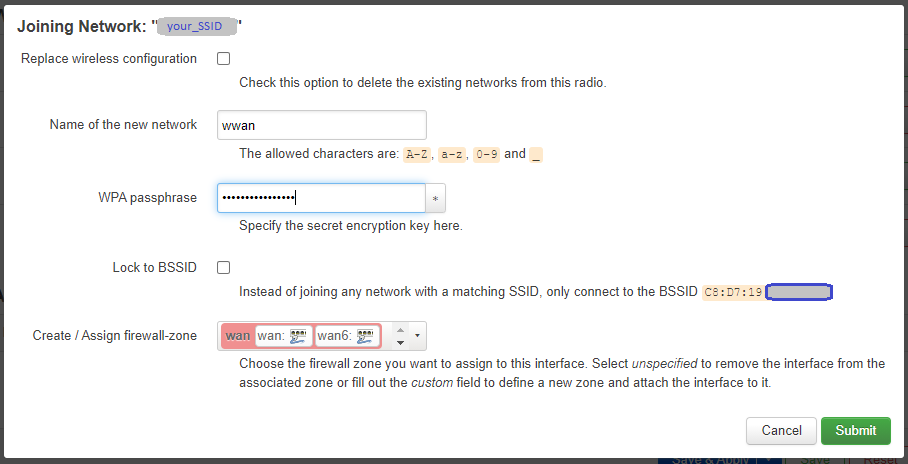 Joining Network: "your_SSID"
Replace wireless configuration
Check this option to delete the existing networks from this radio.
Name of the new network
wwan
The allowed characters are: A-Z, a-z, 0-9 and _
WPA passphrase
••••••••••••••••
*
Specify the secret encryption key here.
Lock to BSSID
Instead of joining any network with a matching SSID, only connect to the BSSID C8:D7:19
Create / Assign firewall-zone
wan wan: wan6:
Choose the firewall zone you want to assign to this interface. Select unspecified to remove the interface from the
associated zone or fill out the custom field to define a new zone and attach the interface to it.
Cancel Submit
Save & Apply Save Reset